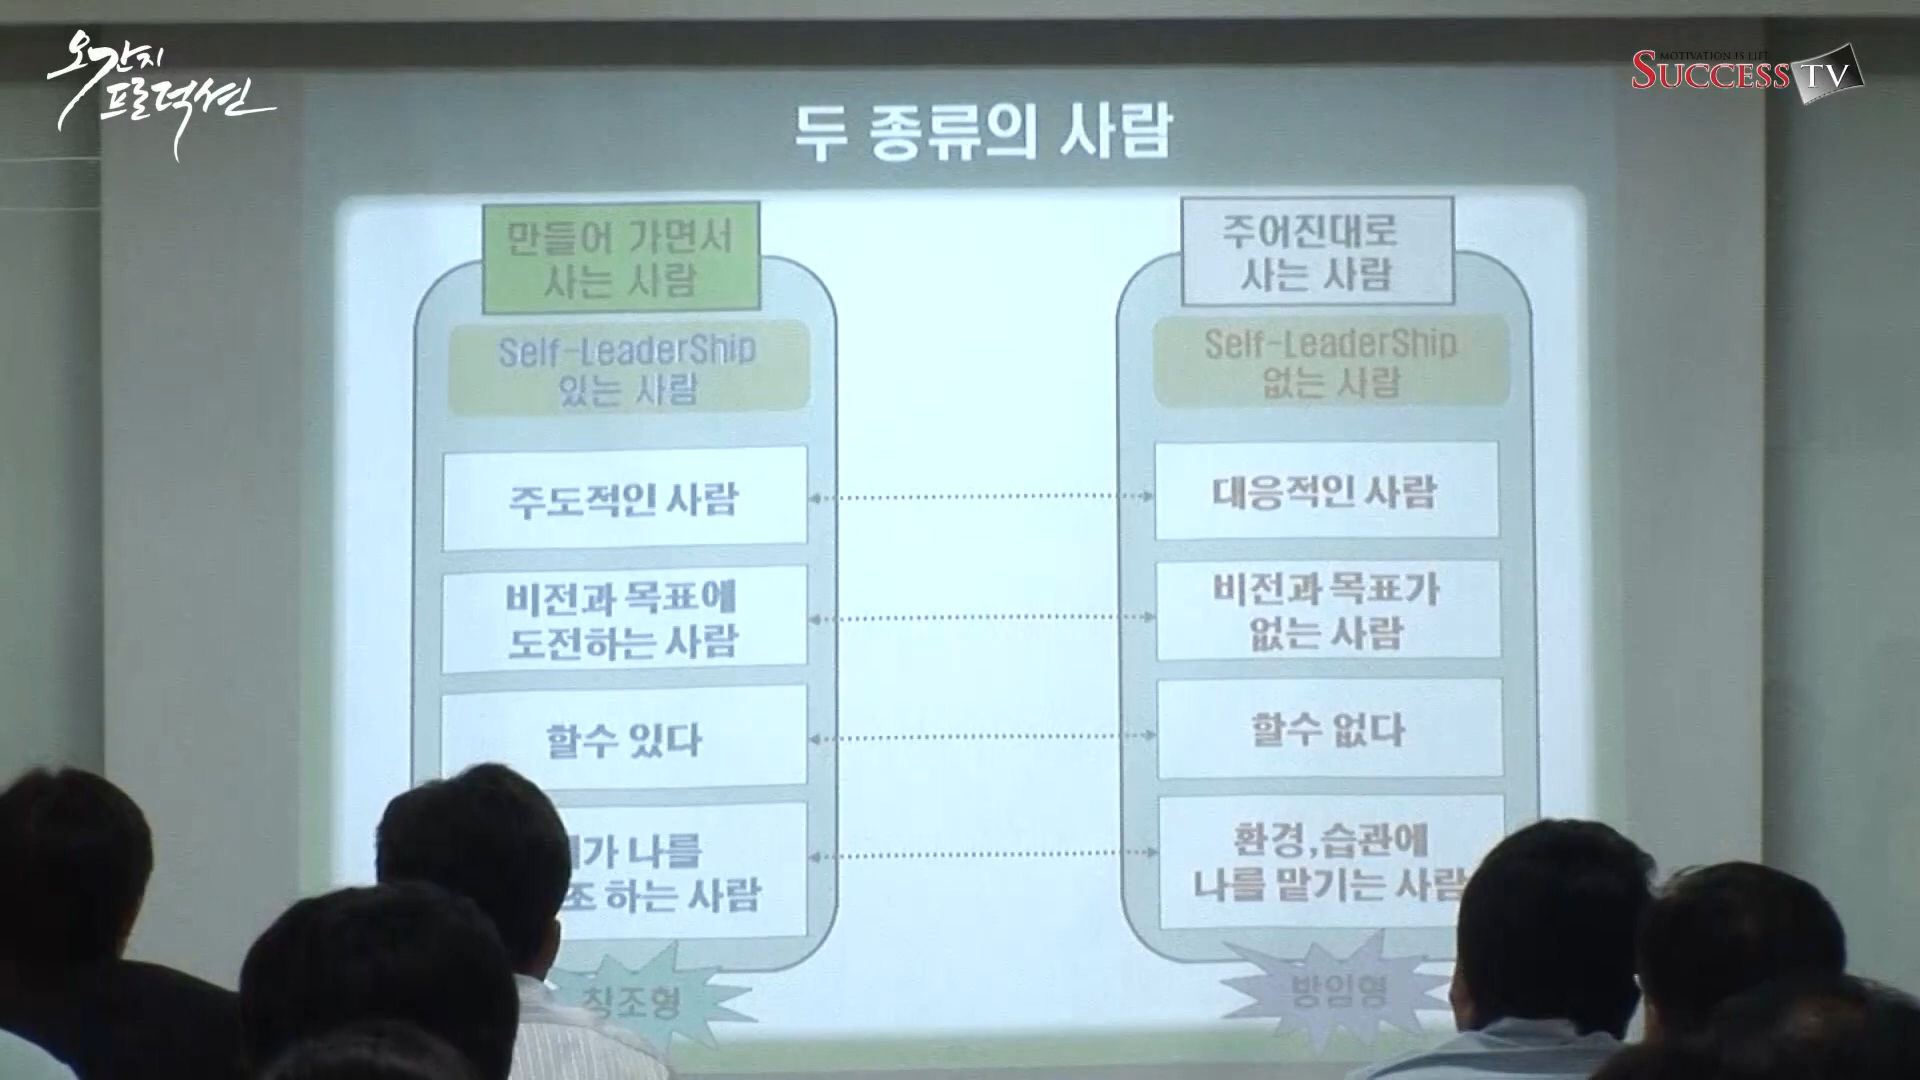 오간지
프로덕션
MOTIVATION IS LIFE
SUCCESS TV
두 종류의 사람
만들어 가면서
사는 사람
Self-LeaderShip
있는 사람
주도적인 사람
비전과 목표에
도전하는 사람
할수 있다
가 나를
조 하는 사람
창조형
주어진대로
사는 사람
Self-LeaderShip
없는 사람
대응적인 사람
비전과 목표가
없는 사람
할수 없다
환경,습관에
나를 맡기는 사람
방임형